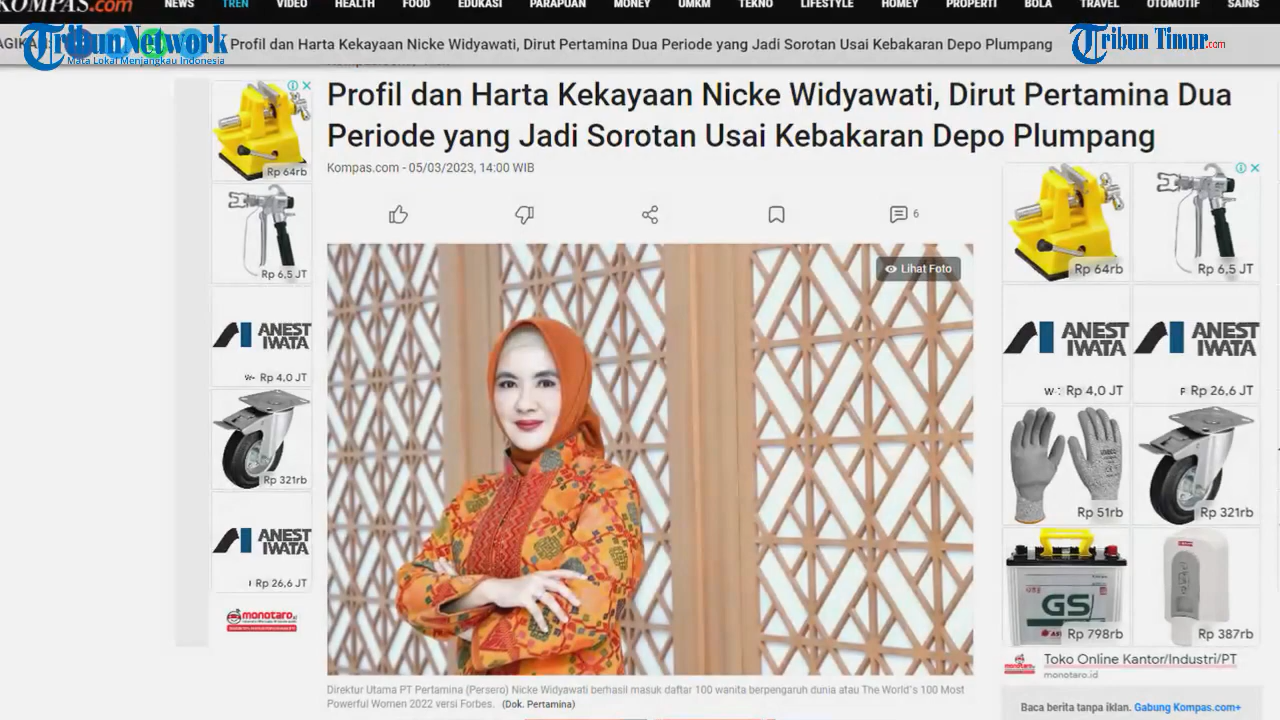 KOMPAS.com
NEWS TREN VIDEO HEALTH FOOD EDUKASI PARAPUAN MONEY UMKM TEKNO LIFESTYLE HOMEY PROPERTI BOLA TRAVEL OTOMOTIF SAINS
Tribun Network
Mata Lokal Menjangkau Indonesia
Profil dan Harta Kekayaan Nicke Widyawati, Dirut Pertamina Dua Periode yang Jadi Sorotan Usai Kebakaran Depo Plumpang
Tribun Timur.com
Profil dan Harta Kekayaan Nicke Widyawati, Dirut Pertamina Dua
Periode yang Jadi Sorotan Usai Kebakaran Depo Plumpang
Kompas.com - 05/03/2023, 14:00 WIB
6
Lihat Foto
Rp 64rb
Rp 6,5 JT
ANEST
IWATA
Rp 4,0 JT
Rp 321rb
ANEST
IWATA
Rp 26,6 JT
monotaro.id
Rp 64rb
Rp 6,5 JT
ANEST
IWATA
Rp 4,0 JT
ANEST
IWATA
Rp 26,6 JT
Rp 51rb
Rp 321rb
GS
Rp 798rb
Rp 387rb
Toko Online Kantor/Industri/PT
monotaro.id
Baca berita tanpa iklan. Gabung Kompas.com+
Direktur Utama PT Pertamina (Persero) Nicke Widyawati berhasil masuk daftar 100 wanita berpengaruh dunia atau The World's 100 Most
Powerful Women 2022 versi Forbes. (Dok. Pertamina)